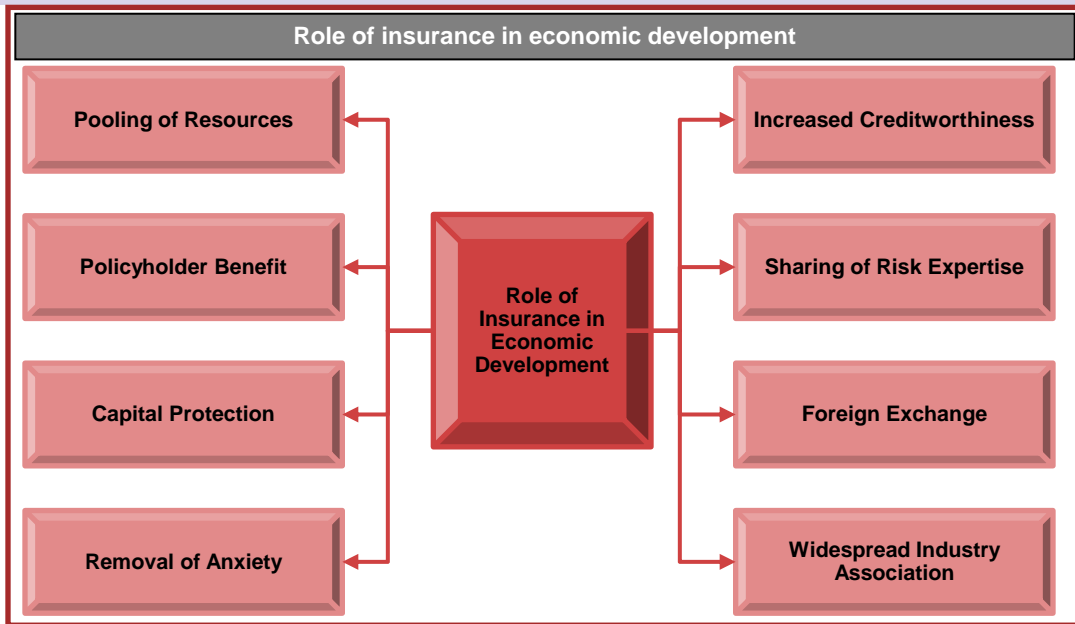 Role of insurance in economic development
Pooling of Resources
Policyholder Benefit
Capital Protection
Removal of Anxiety
Role of
Insurance in
Economic
Development
Increased Creditworthiness
Sharing of Risk Expertise
Foreign Exchange
Widespread Industry
Association